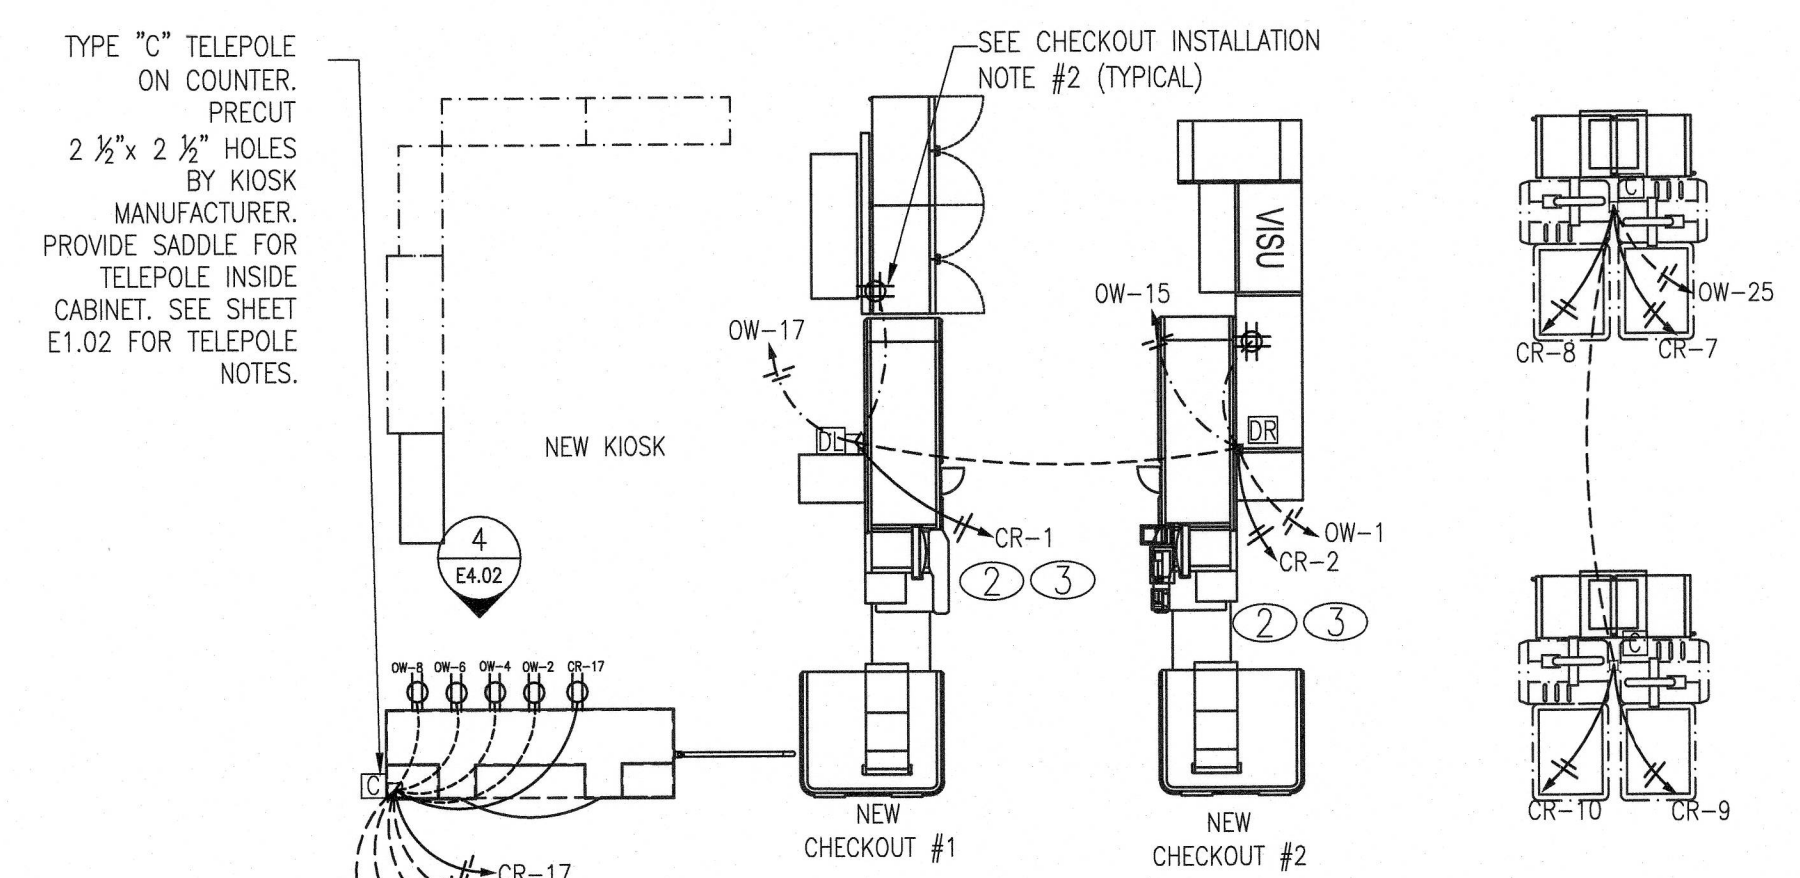 TYPE "C" TELEPOLE
ON COUNTER.
PRECUT
2 ½"x 2 ½" HOLES
BY KIOSK
MANUFACTURER.
PROVIDE SADDLE FOR
TELEPOLE INSIDE
CABINET. SEE SHEET
E1.02 FOR TELEPOLE
NOTES.
SEE CHECKOUT INSTALLATION
NOTE #2 (TYPICAL)
NEW KIOSK
4
E4.02
OW-8 OW-6 OW-4 OW-2 CR-17
C
CR-17
OW-17
DL
CR-1
2 3
NEW
CHECKOUT #1
VISU
OW-15
DR
OW-1
CR-2
2 3
NEW
CHECKOUT #2
C
OW-25
CR-8
CR-7
C
CR-10
CR-9